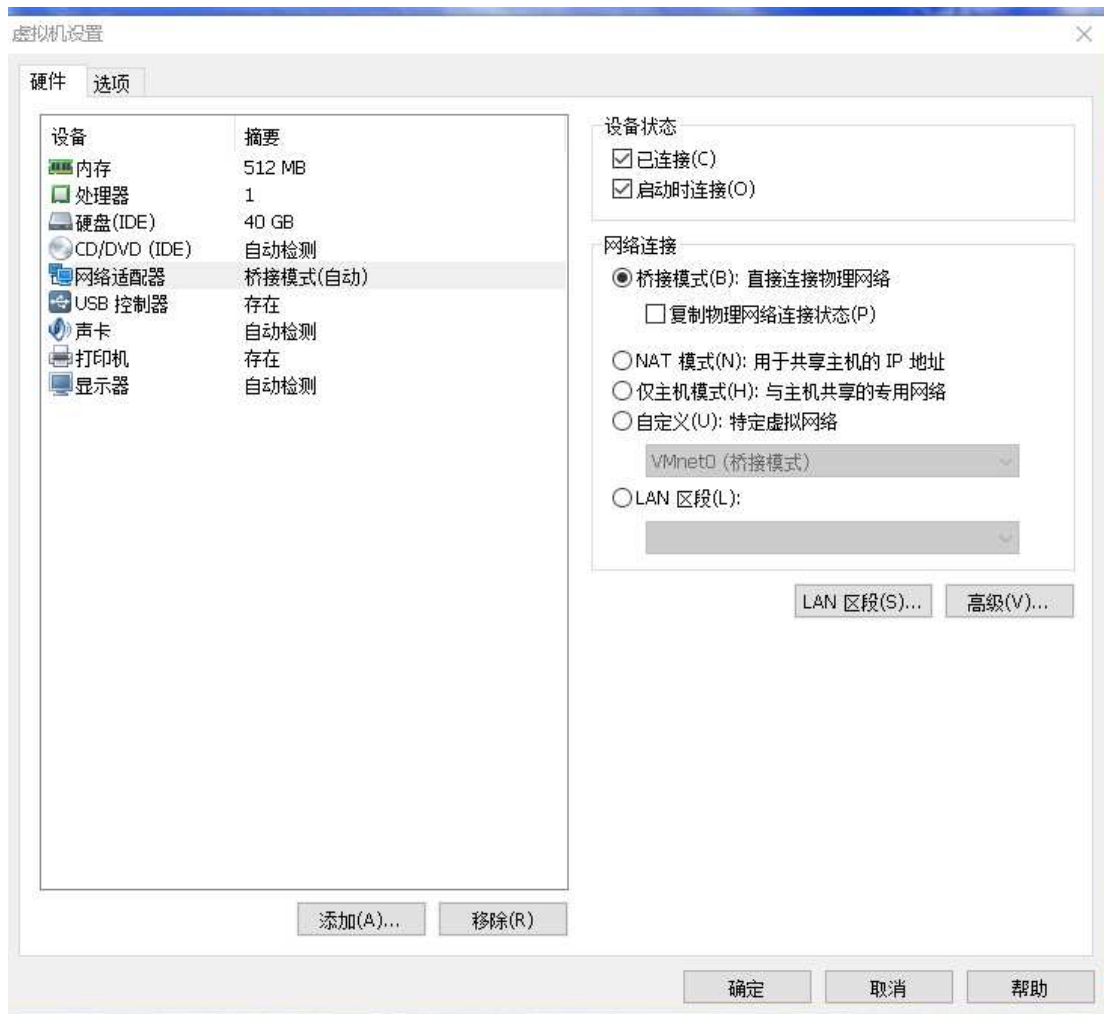 虚拟机设置
硬件 选项
设备 摘要
内存 512 MB
处理器 1
硬盘(IDE) 40 GB
CD/DVD (IDE) 自动检测
网络适配器 桥接模式(自动)
USB 控制器 存在
声卡 自动检测
打印机 存在
显示器 自动检测
添加(A)... 移除(R)
设备状态
已连接(C)
启动时连接(O)
网络连接
桥接模式(B): 直接连接物理网络
复制物理网络连接状态(P)
NAT 模式(N): 用于共享主机的 IP 地址
仅主机模式(H): 与主机共享的专用网络
自定义(U): 特定虚拟网络
VMnet0 (桥接模式)
LAN 区段(L):
LAN 区段(S)... 高级(V)...
确定 取消 帮助